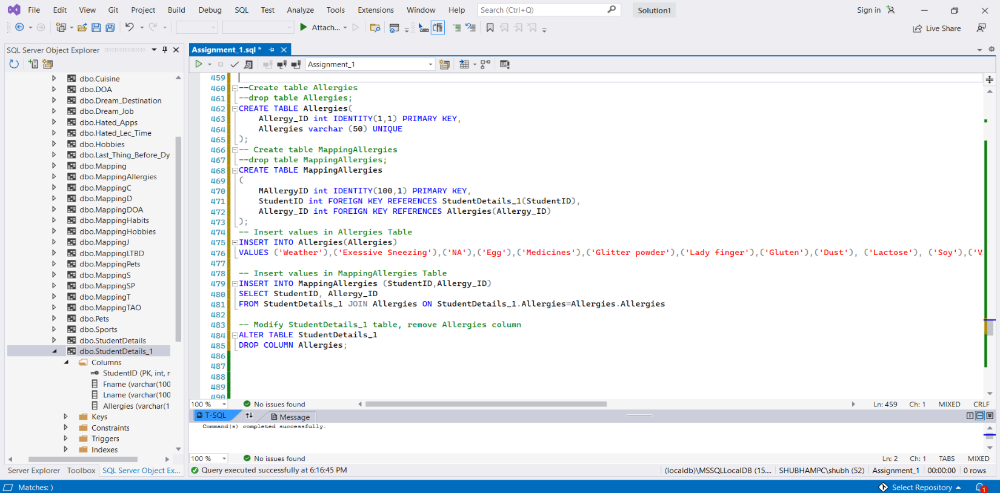 File Edit View Git Project Build Debug SQL Test Analyze Tools Extensions Window Help Search (Ctrl+Q) Solution1 Sign in
Attach... Live Share
SQL Server Object Explorer
Assignment_1.sql *
Assignment_1
dbo.Cuisine
dbo.DOA
dbo.Dream_Destination
dbo.Dream_Job
dbo.Hated_Apps
dbo.Hated_Lec_Time
dbo.Hobbies
dbo.Last_Thing_Before_Dy
dbo.Mapping
dbo.MappingAllergies
dbo.MappingC
dbo.MappingD
dbo.MappingDOA
dbo.MappingHabits
dbo.MappingHobbies
dbo.MappingJ
dbo.MappingLTBD
dbo.MappingPets
dbo.MappingS
dbo.MappingSP
dbo.MappingT
dbo.MappingTAO
dbo.Pets
dbo.Sports
dbo.StudentDetails
dbo.StudentDetails_1
Columns
StudentID (PK, int, n
Fname (varchar(100
Lname (varchar(100
Allergies (varchar(1
Keys
Constraints
Triggers
Indexes
Server Explorer Toolbox SQL Server Object Ex...
459
460 --Create table Allergies
461 --drop table Allergies;
462 CREATE TABLE Allergies(
463 Allergy_ID int IDENTITY(1,1) PRIMARY KEY,
464 Allergies varchar (50) UNIQUE
465 );
466 -- Create table MappingAllergies
467 --drop table MappingAllergies;
468 CREATE TABLE MappingAllergies
469 (
470 MAllergyID int IDENTITY(100,1) PRIMARY KEY,
471 StudentID int FOREIGN KEY REFERENCES StudentDetails_1(StudentID),
472 Allergy_ID int FOREIGN KEY REFERENCES Allergies(Allergy_ID)
473 );
474 -- Insert values in Allergies Table
475 INSERT INTO Allergies(Allergies)
476 VALUES ('Weather'),('Exessive Sneezing'),('NA'),('Egg'),('Medicines'),('Glitter powder'),('Lady finger'),('Gluten'),('Dust'), ('Lactose'), ('Soy'),('V
477
478 -- Insert values in MappingAllergies Table
479 INSERT INTO MappingAllergies (StudentID,Allergy_ID)
480 SELECT StudentID, Allergy_ID
481 FROM StudentDetails_1 JOIN Allergies ON StudentDetails_1.Allergies=Allergies.Allergies
482
483 -- Modify StudentDetails_1 table, remove Allergies column
484 ALTER TABLE StudentDetails_1
485 DROP COLUMN Allergies;
486
487
488
489
490
100 % No issues found Ln: 459 Ch: 1 MIXED CRLF
T-SQL Message
Command(s) completed successfully.
100 % No issues found Ln: 2 Ch: 1 TABS MIXED
Query executed successfully at 6:16:45 PM (localdb)\MSSQLLocalDB (15.... SHUBHAMPC\shubh (52) Assignment_1 00:00:00 0 rows
Matches: ) Select Repository 1